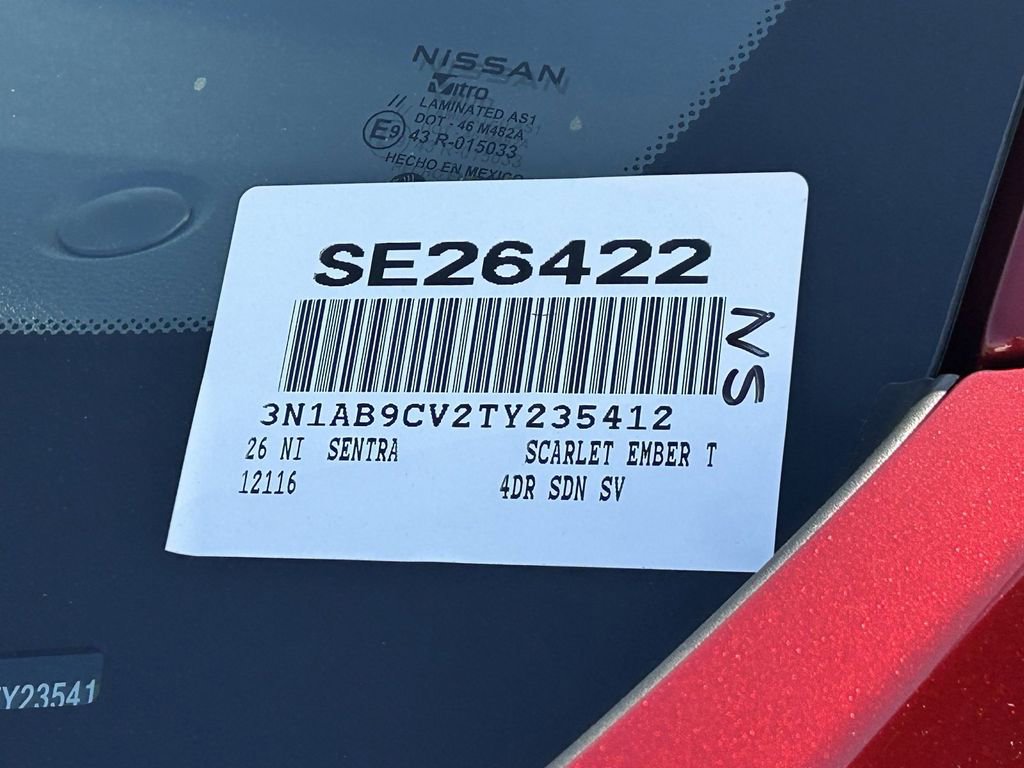 NISSAN
Vitro
// LAMINATED AS1
DOT - 46 M482A
E9 43 R-015033
HECHO EN MEXICO
SE26422
NS
3N1AB9CV2TY235412
26 NI SENTRA SCARLET EMBER T
12116 4DR SDN SV
Y23541